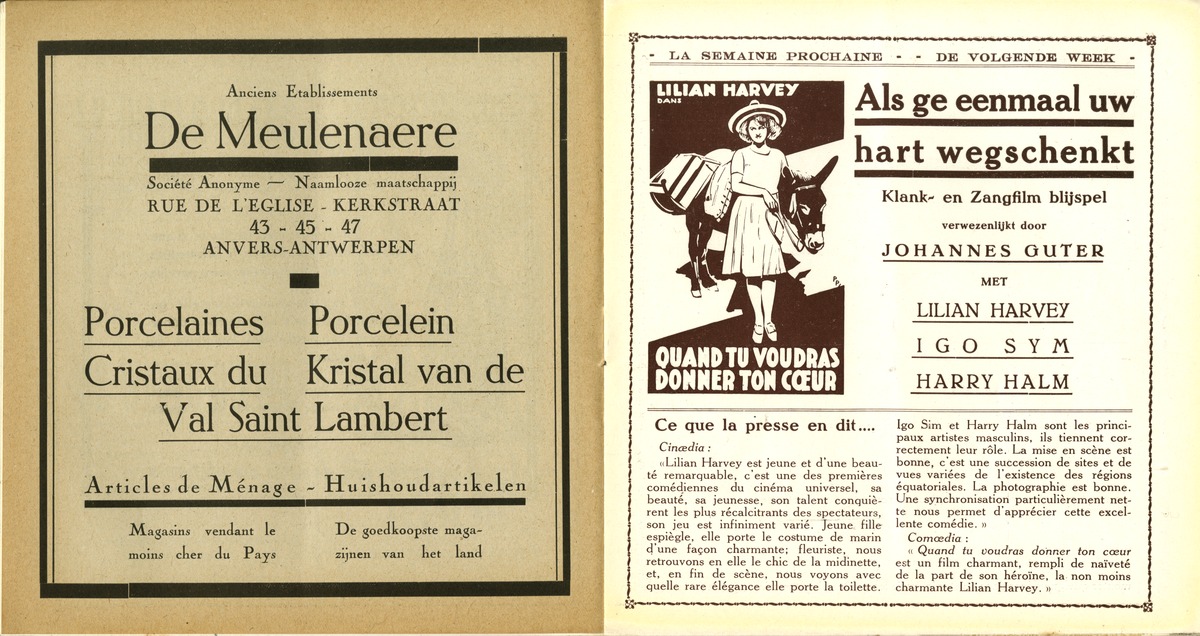 Anciens Etablissements
De Meulenaere
Société Anonyme — Naamlooze maatschappij
RUE DE L'EGLISE - KERKSTRAAT
43 - 45 - 47
ANVERS-ANTWERPEN
Porcelaines Porcelein
Cristaux du Kristal van de
Val Saint Lambert
Articles de Ménage - Huishoudartikelen
Magasins vendant le
moins cher du Pays
De goedkoopste maga-
zijnen van het land
- LA SEMAINE PROCHAINE - - DE VOLGENDE WEEK -
LILIAN HARVEY
DANS
QUAND TU VOUDRAS
DONNER TON CŒUR
Als ge eenmaal uw
hart wegschenkt
Klank- en Zangfilm blijspel
verwezenlijkt door
JOHANNES GUTER
MET
LILIAN HARVEY
IGO SYM
HARRY HALM
Ce que la presse en dit....
Cinædia :
«Lilian Harvey est jeune et d'une beau-
té remarquable, c'est une des premières
comédiennes du cinéma universel, sa
beauté, sa jeunesse, son talent conquiè-
rent les plus récalcitrants des spectateurs,
son jeu est infiniment varié. Jeune fille
espiègle, elle porte le costume de marin
d'une façon charmante; fleuriste, nous
retrouvons en elle le chic de la midinette,
et, en fin de scène, nous voyons avec
quelle rare élégance elle porte la toilette.
Igo Sim et Harry Halm sont les princi-
paux artistes masculins, ils tiennent cor-
rectement leur rôle. La mise en scène est
bonne, c'est une succession de sites et de
vues variées de l'existence des régions
équatoriales. La photographie est bonne.
Une synchronisation particulièrement net-
te nous permet d'apprécier cette excel-
lente comédie. »
Comœdia :
« Quand tu voudras donner ton cœur
est un film charmant, rempli de naïveté
de la part de son héroïne, la non moins
charmante Lilian Harvey. »